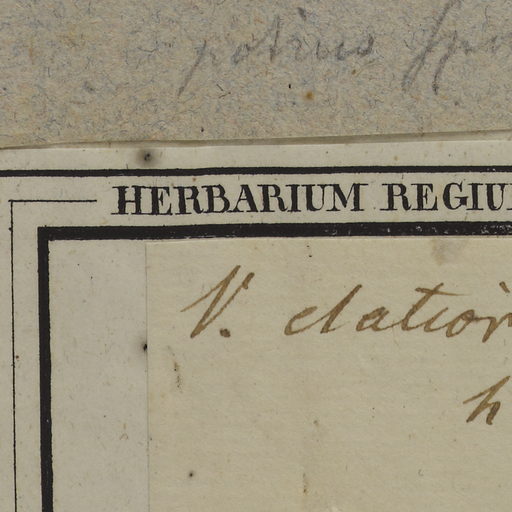 potius
HERBARIUM REGIU
V. elatior
h